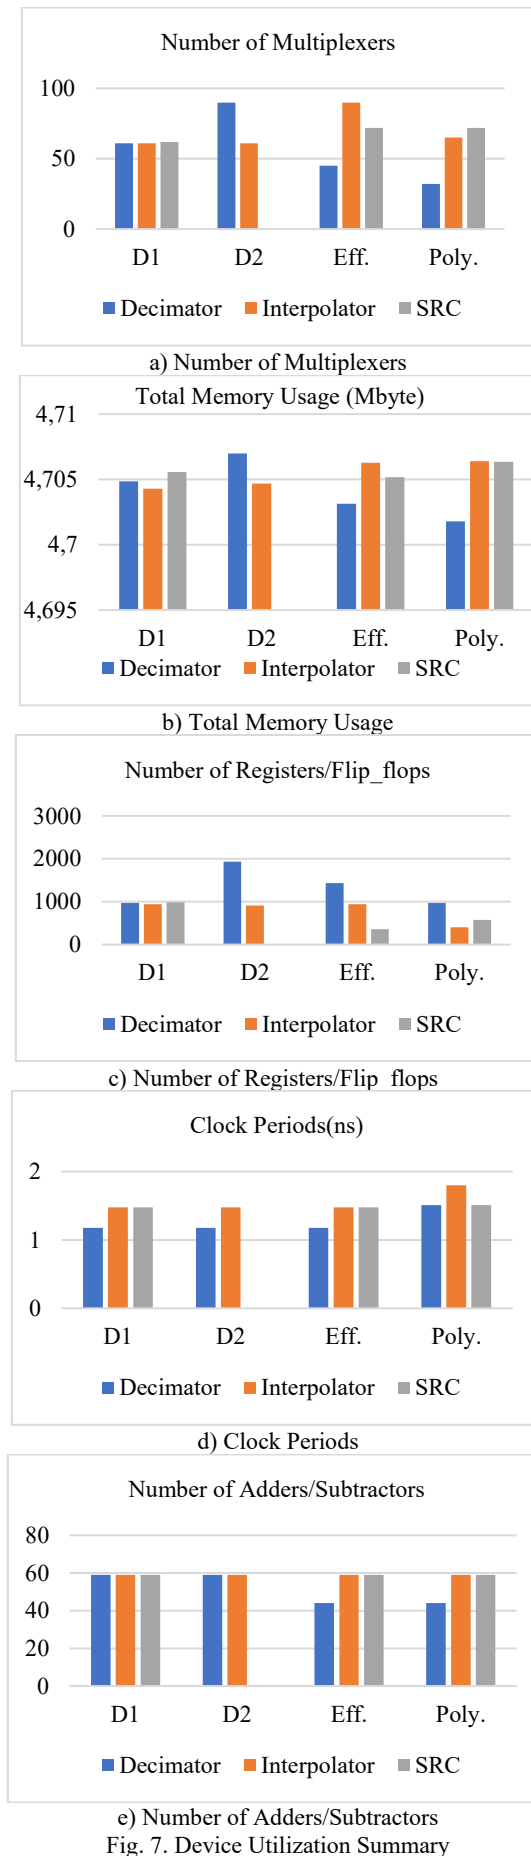 Number of Multiplexers
100
50
0
D1 D2 Eff. Poly.
Decimator Interpolator SRC
a) Number of Multiplexers
Total Memory Usage (Mbyte)
4,71
4,705
4,7
4,695
D1 D2 Eff. Poly.
Decimator Interpolator SRC
b) Total Memory Usage
Number of Registers/Flip_flops
3000
2000
1000
0
D1 D2 Eff. Poly.
Decimator Interpolator SRC
c) Number of Registers/Flip_flops
Clock Periods(ns)
2
1
0
D1 D2 Eff. Poly.
Decimator Interpolator SRC
d) Clock Periods
Number of Adders/Subtractors
80
60
40
20
0
D1 D2 Eff. Poly.
Decimator Interpolator SRC
e) Number of Adders/Subtractors
Fig. 7. Device Utilization Summary